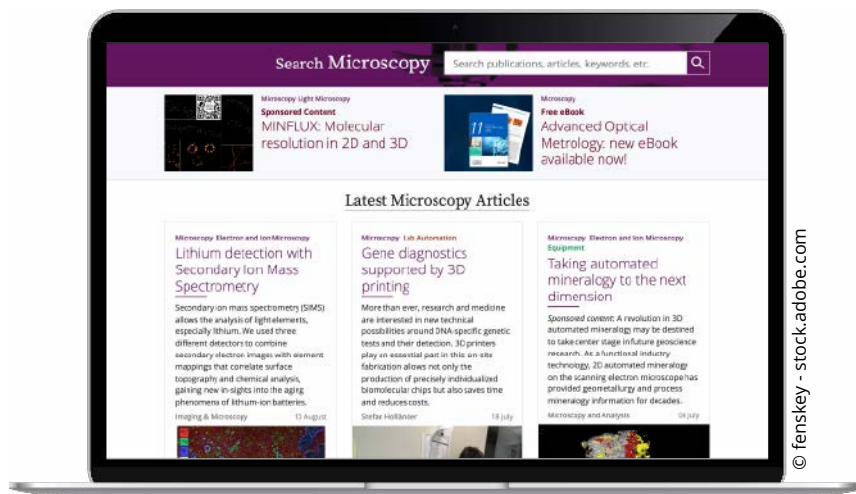 Search Microscopy
Search publications, articles, keywords, etc.
Microscopy Light Microscopy
Sponsored Content
MINFLUX: Molecular
resolution in 2D and 3D
Microscopy
Free eBook
Advanced Optical
Metrology: new eBook
available now!
11
Latest Microscopy Articles
Microscopy Electron and Ion Microscopy
Lithium detection with
Secondary Ion Mass
Spectrometry
Secondary ion mass spectrometry (SIMS)
allows the analysis of light elements,
especially lithium. We used three
different detectors to combine
secondary electron images with element
mappings that correlate surface
topography and chemical analysis,
gaining new in-sights into the aging
phenomena of lithium-ion batteries.
Imaging & Microscopy 13 August
Microscopy Lab Automation
Gene diagnostics
supported by 3D
printing
More than ever, research and medicine
are interested in new technical
possibilities around DNA-specific genetic
tests and their detection. 3D printers
play an essential part in this: on-site
fabrication allows not only the
production of precisely individualized
biomolecular chips but also saves time
and reduces costs.
Stefar Holländer 18 July
Microscopy Electron and Ion Microscopy
Equipment
Taking automated
mineralogy to the next
dimension
Sponsored content: A revolution in 3D
automated mineralogy may be destined
to take center stage in future geoscience
research. As a functional industry
technology, 2D automated mineralogy
on the scanning electron microscope has
provided geometallurgy and process
mineralogy information for decades.
Microscopy and Analysis 06 July
© fenskey - stock.adobe.com